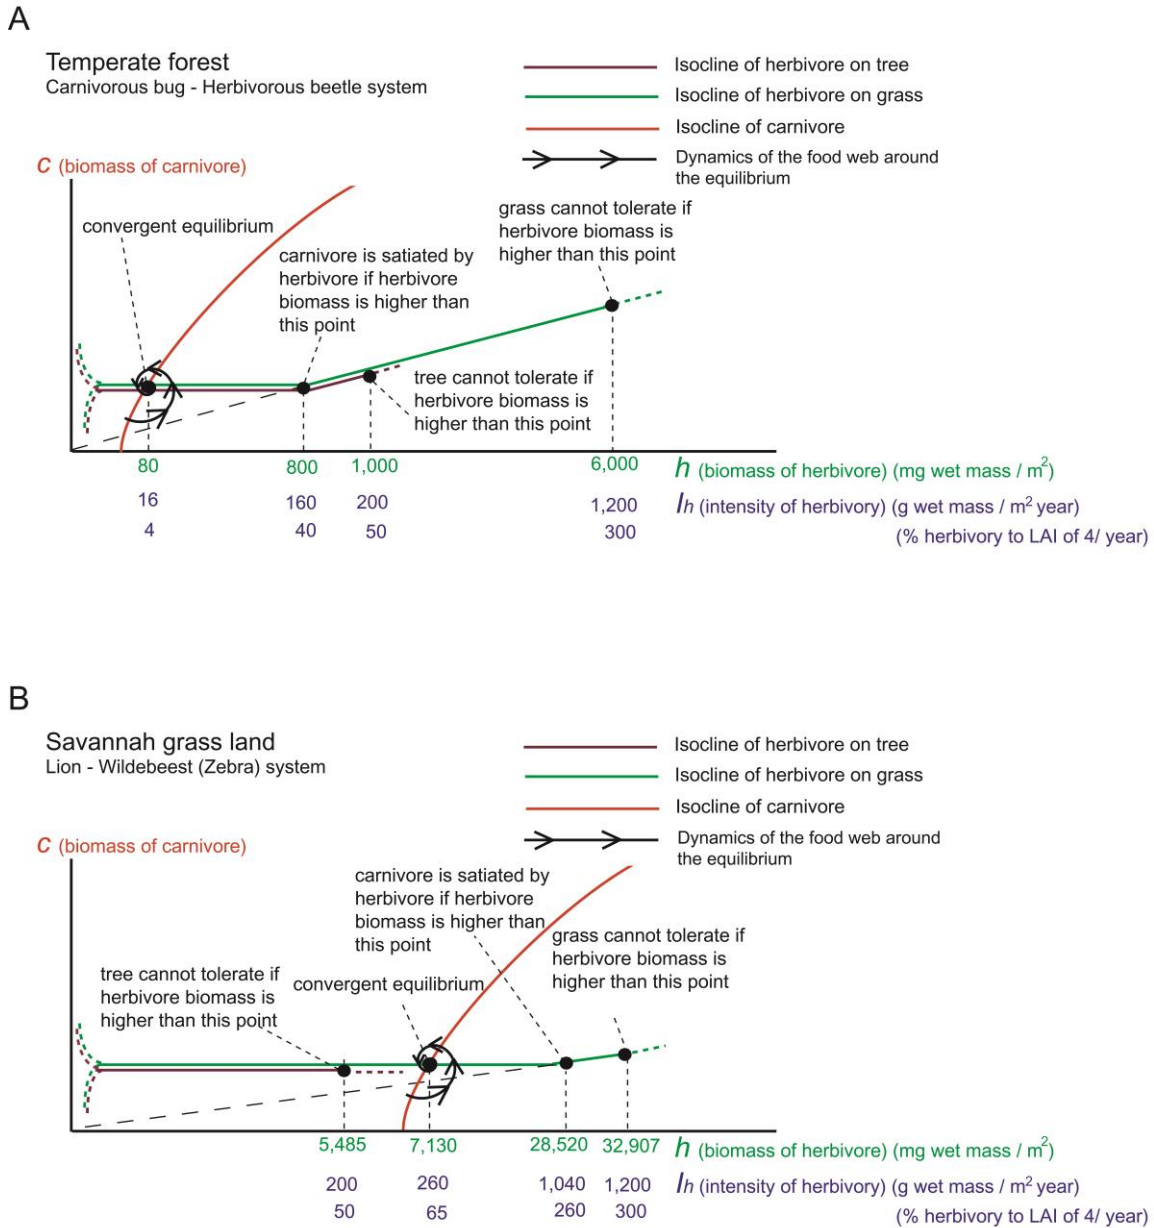 A
Temperate forest
Carnivorous bug - Herbivorous beetle system
Isocline of herbivore on tree
Isocline of herbivore on grass
Isocline of carnivore
Dynamics of the food web around
the equilibrium
c (biomass of carnivore)
convergent equilibrium
carnivore is satiated by
herbivore if herbivore
biomass is higher than
this point
grass cannot tolerate if
herbivore biomass is
higher than this point
tree cannot tolerate if
herbivore biomass is
higher than this point
80 800 1,000 6,000 h (biomass of herbivore) (mg wet mass / m²)
16 160 200 1,200 Ih (intensity of herbivory) (g wet mass / m² year)
4 40 50 300 (% herbivory to LAI of 4/ year)
B
Savannah grass land
Lion - Wildebeest (Zebra) system
Isocline of herbivore on tree
Isocline of herbivore on grass
Isocline of carnivore
Dynamics of the food web around
the equilibrium
c (biomass of carnivore)
carnivore is satiated by
herbivore if herbivore
biomass is higher than
this point
grass cannot tolerate if
herbivore biomass is
higher than this point
tree cannot tolerate if
herbivore biomass is
higher than this point
convergent equilibrium
5,485 7,130 28,520 32,907 h (biomass of herbivore) (mg wet mass / m²)
200 260 1,040 1,200 Ih (intensity of herbivory) (g wet mass / m² year)
50 65 260 300 (% herbivory to LAI of 4/ year)